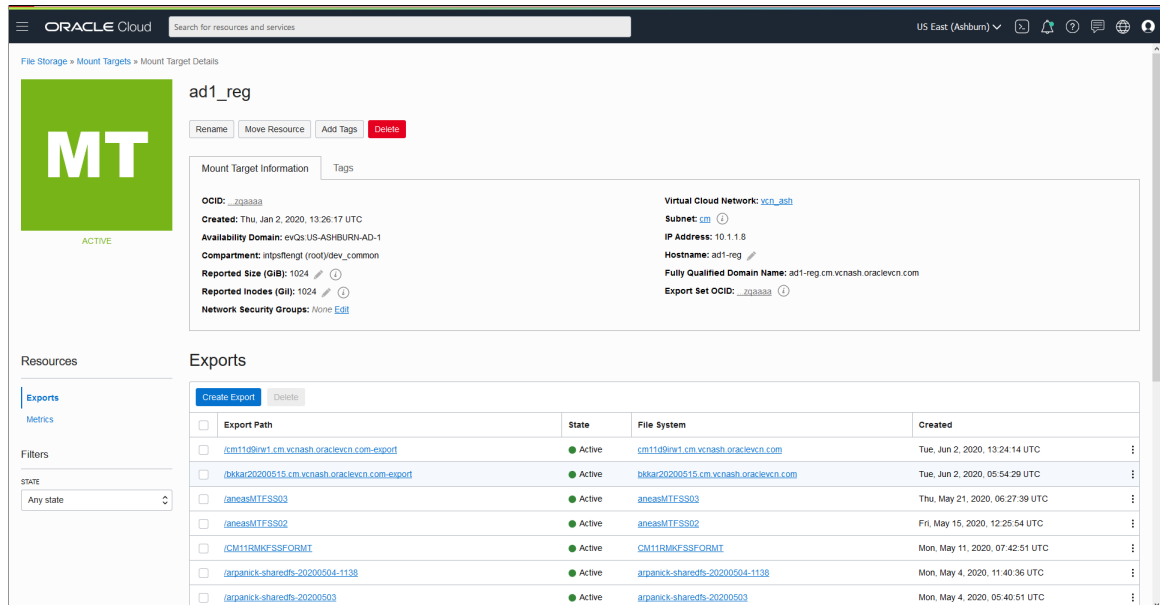 ORACLE Cloud
Search for resources and services
US East (Ashburn)
File Storage » Mount Targets » Mount Target Details
MT
ACTIVE
ad1_reg
Rename Move Resource Add Tags Delete
Mount Target Information Tags
OCID: ...zqaaaa
Created: Thu, Jan 2, 2020, 13:26:17 UTC
Availability Domain: evQs:US-ASHBURN-AD-1
Compartment: intpsftengt (root)/dev_common
Reported Size (GiB): 1024
Reported Inodes (GiI): 1024
Network Security Groups: None Edit
Virtual Cloud Network: vcn_ash
Subnet: cm
IP Address: 10.1.1.8
Hostname: ad1-reg
Fully Qualified Domain Name: ad1-reg.cm.vcnash.oraclevcn.com
Export Set OCID: ...zqaaaa
Resources
Exports
Metrics
Filters
STATE
Any state
Exports
Create Export Delete
Export Path State File System Created
/cm11d9irw1.cm.vcnash.oraclevcn.com-export Active cm11d9irw1.cm.vcnash.oraclevcn.com Tue, Jun 2, 2020, 13:24:14 UTC
/bkkar20200515.cm.vcnash.oraclevcn.com-export Active bkkar20200515.cm.vcnash.oraclevcn.com Tue, Jun 2, 2020, 05:54:29 UTC
/aneasMTFSS03 Active aneasMTFSS03 Thu, May 21, 2020, 06:27:39 UTC
/aneasMTFSS02 Active aneasMTFSS02 Fri, May 15, 2020, 12:25:54 UTC
/CM11RMKFSSFORMT Active CM11RMKFSSFORMT Mon, May 11, 2020, 07:42:51 UTC
/arpanick-sharedfs-20200504-1138 Active arpanick-sharedfs-20200504-1138 Mon, May 4, 2020, 11:40:36 UTC
/arpanick-sharedfs-20200503 Active arpanick-sharedfs-20200503 Mon, May 4, 2020, 05:40:51 UTC